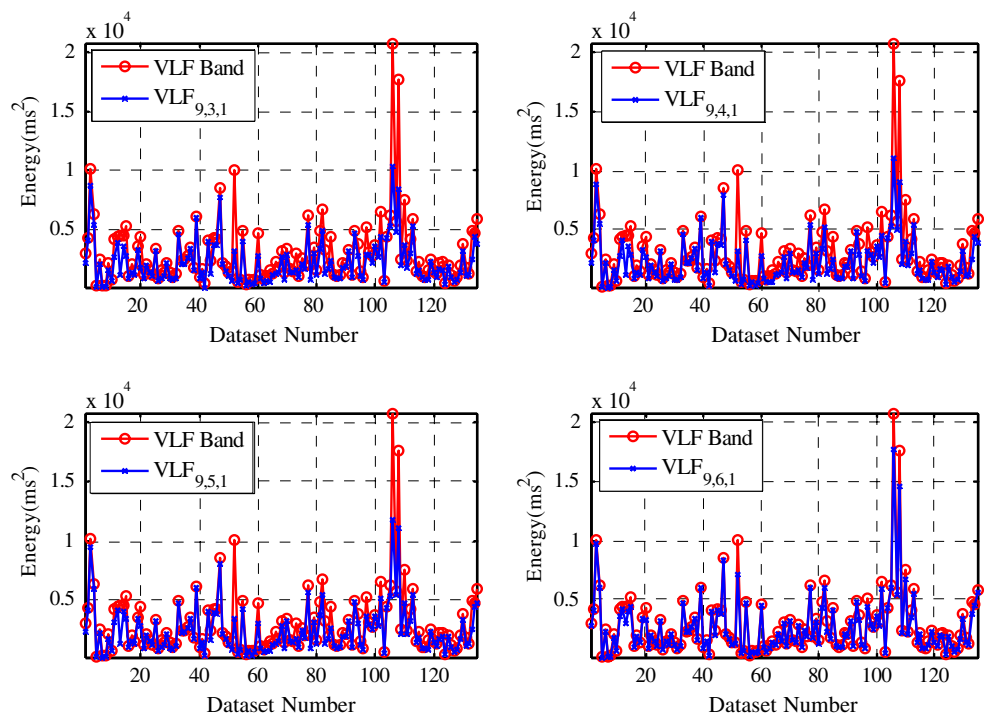 x 10^4
2
1.5
1
0.5
Energy(ms^2)
VLF Band
VLF_9,3,1
20 40 60 80 100 120
Dataset Number
x 10^4
2
1.5
1
0.5
Energy(ms^2)
VLF Band
VLF_9,4,1
20 40 60 80 100 120
Dataset Number
x 10^4
2
1.5
1
0.5
Energy(ms^2)
VLF Band
VLF_9,5,1
20 40 60 80 100 120
Dataset Number
x 10^4
2
1.5
1
0.5
Energy(ms^2)
VLF Band
VLF_9,6,1
20 40 60 80 100 120
Dataset Number